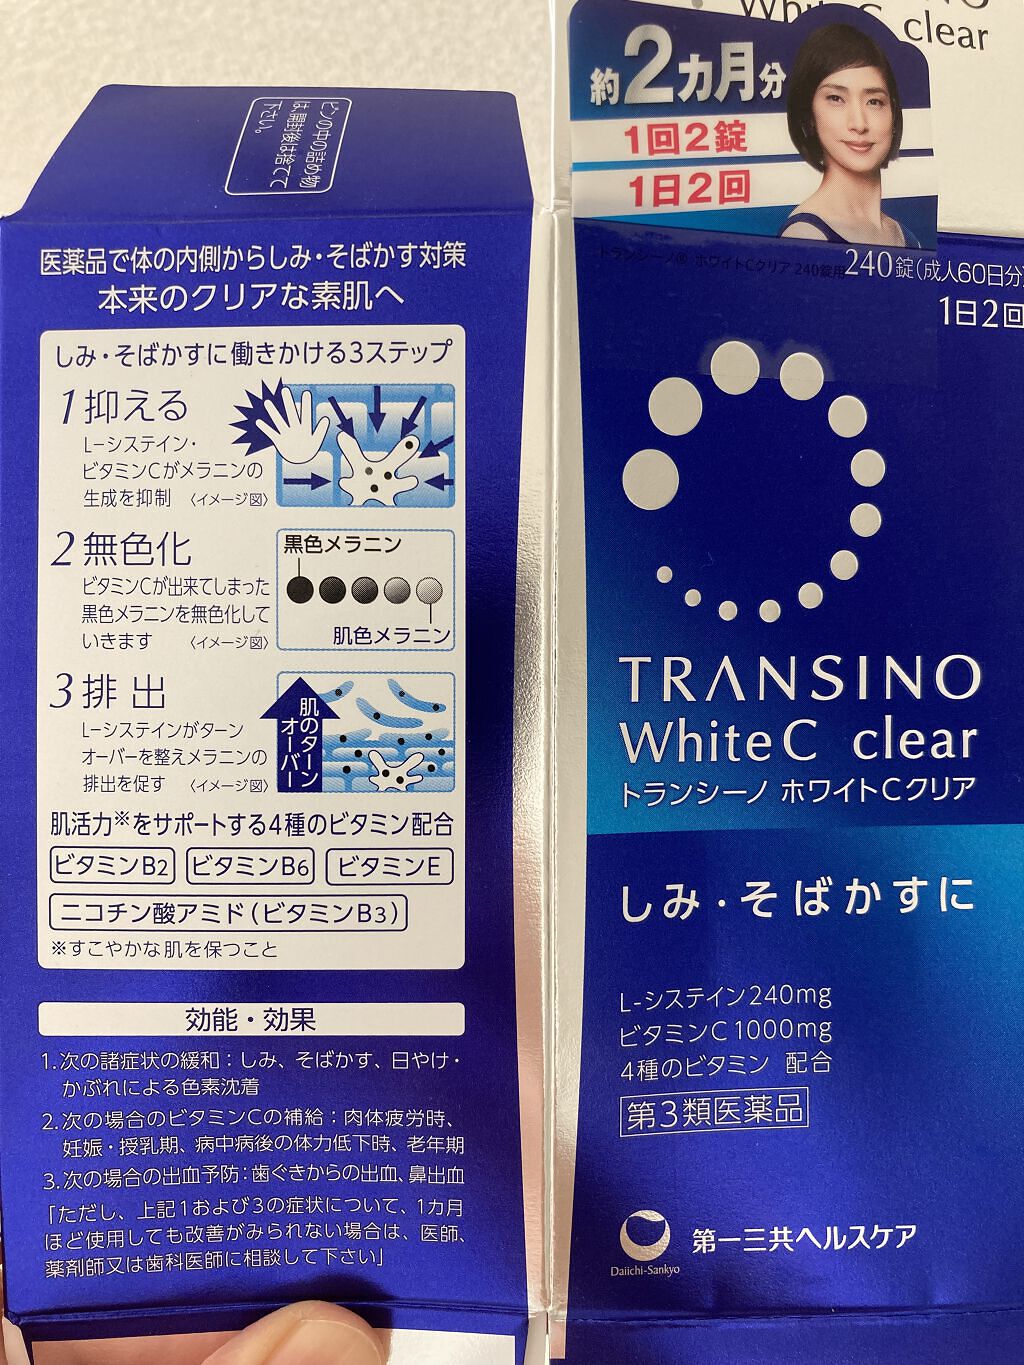 ビンの中の詰め物
は、開封後は捨てて
下さい。
医薬品で体の内側からしみ・そばかす対策
本来のクリアな素肌へ
しみ・そばかすに働きかける3ステップ
1 抑える
L-システイン・
ビタミンCがメラニンの
生成を抑制 〈イメージ図〉
2 無色化
ビタミンCが出来てしまった
黒色メラニンを無色化して
いきます 〈イメージ図〉
黒色メラニン
肌色メラニン
3 排出
L-システインがターン
オーバーを整えメラニンの
排出を促す 〈イメージ図〉
肌のターン
オーバー
肌活力※をサポートする4種のビタミン配合
ビタミンB2 ビタミンB6 ビタミンE
ニコチン酸アミド(ビタミンB3)
※すこやかな肌を保つこと
効能・効果
1.次の諸症状の緩和：しみ、そばかす、日やけ・
かぶれによる色素沈着
2.次の場合のビタミンCの補給：肉体疲労時、
妊娠・授乳期、病中病後の体力低下時、老年期
3.次の場合の出血予防：歯ぐきからの出血、鼻出血
「ただし、上記1および3の症状について、1カ月
ほど使用しても改善がみられない場合は、医師、
薬剤師又は歯科医師に相談して下さい」
clear
約2カ月分
1回2錠
1日2回
トランシーノ® ホワイトCクリア 240錠用
240錠(成人60日分)
1日2回
TRANSINO
White C clear
トランシーノ ホワイトCクリア
しみ・そばかすに
L-システイン240mg
ビタミンC 1000mg
4種のビタミン 配合
第3類医薬品
第一三共ヘルスケア
Daiichi-Sankyo